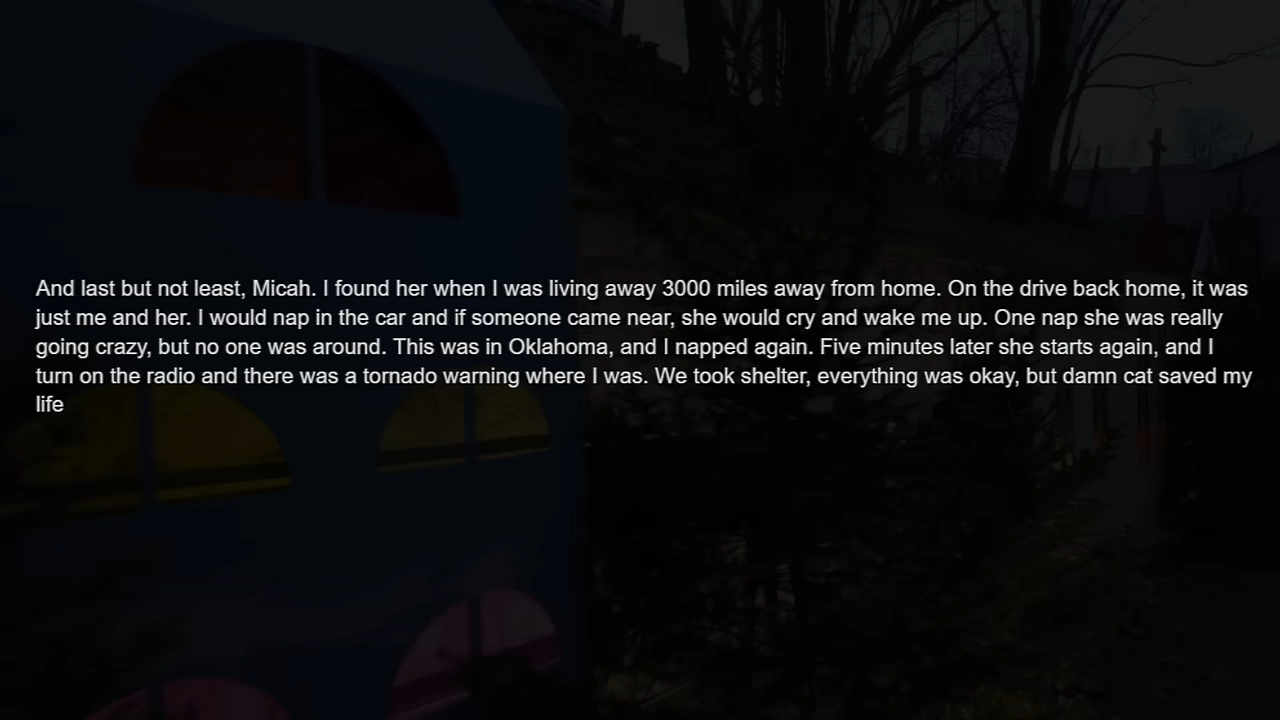 And last but not least, Micah. I found her when I was living away 3000 miles away from home. On the drive back home, it was
just me and her. I would nap in the car and if someone came near, she would cry and wake me up. One nap she was really
going crazy, but no one was around. This was in Oklahoma, and I napped again. Five minutes later she starts again, and I
turn on the radio and there was a tornado warning where I was. We took shelter, everything was okay, but damn cat saved my
life